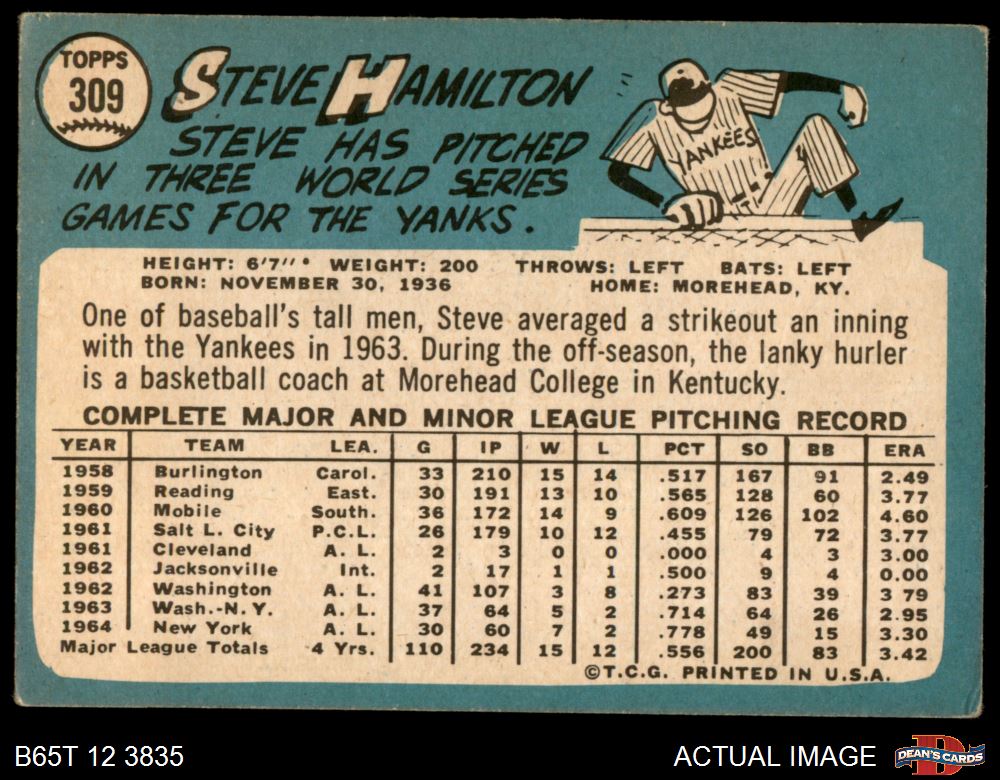 TOPPS
309
STEVE HAMILTON
STEVE HAS PITCHED
IN THREE WORLD SERIES
GAMES FOR THE YANKS.
YANKEES
HEIGHT: 6'7"• WEIGHT: 200 THROWS: LEFT BATS: LEFT
BORN: NOVEMBER 30, 1936 HOME: MOREHEAD, KY.
One of baseball's tall men, Steve averaged a strikeout an inning
with the Yankees in 1963. During the off-season, the lanky hurler
is a basketball coach at Morehead College in Kentucky.
COMPLETE MAJOR AND MINOR LEAGUE PITCHING RECORD
YEAR TEAM LEA. G IP W L PCT SO BB ERA
1958 Burlington Carol. 33 210 15 14 .517 167 91 2.49
1959 Reading East. 30 191 13 10 .565 128 60 3.77
1960 Mobile South. 36 172 14 9 .609 126 102 4.60
1961 Salt L. City P.C.L. 26 179 10 12 .455 79 72 3.77
1961 Cleveland A. L. 2 3 0 0 .000 4 3 3.00
1962 Jacksonville Int. 2 17 1 1 .500 9 4 0.00
1962 Washington A. L. 41 107 3 8 .273 83 39 3 79
1963 Wash.-N. Y. A. L. 37 64 5 2 .714 64 26 2.95
1964 New York A. L. 30 60 7 2 .778 49 15 3.30
Major League Totals 4 Yrs. 110 234 15 12 .556 200 83 3.42
©T.C.G. PRINTED IN U.S.A.
B65T 12 3835 ACTUAL IMAGE
D
DEAN'S CARDS